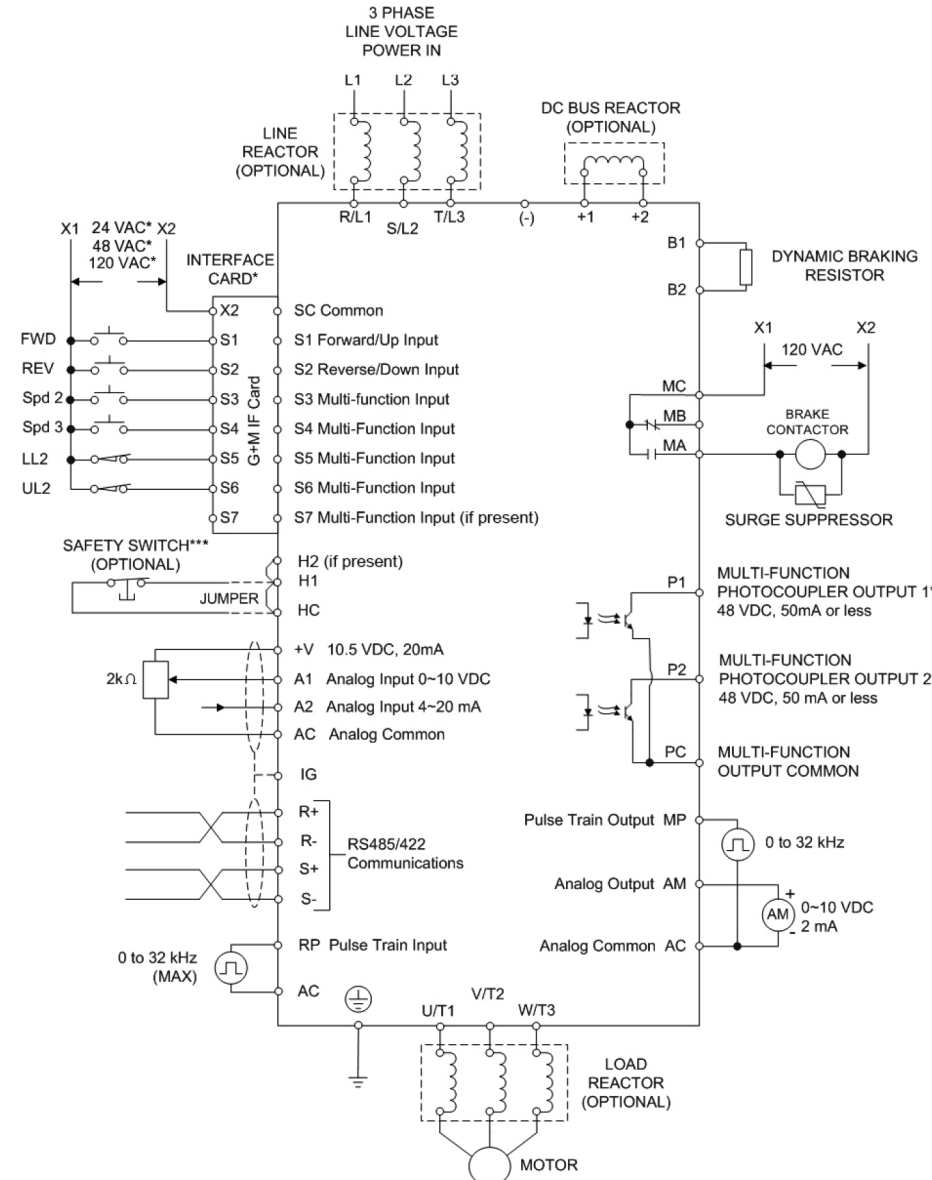 3 PHASE
LINE VOLTAGE
POWER IN
L1 L2 L3
LINE
REACTOR
(OPTIONAL)
DC BUS REACTOR
(OPTIONAL)
R/L1 S/L2 T/L3 (-) +1 +2
X1 24 VAC* X2
48 VAC*
120 VAC*
INTERFACE
CARD*
B1
B2
DYNAMIC BRAKING
RESISTOR
X2 SC Common
FWD S1 S1 Forward/Up Input
REV S2 S2 Reverse/Down Input
Spd 2 S3 S3 Multi-function Input
Spd 3 S4 S4 Multi-Function Input
LL2 S5 S5 Multi-Function Input
UL2 S6 S6 Multi-Function Input
S7 S7 Multi-Function Input (if present)
G+M IF Card
X1 X2
120 VAC
MC
MB
MA
BRAKE
CONTACTOR
SURGE SUPPRESSOR
SAFETY SWITCH***
(OPTIONAL)
JUMPER
H2 (if present)
H1
HC
2kΩ
+V 10.5 VDC, 20mA
A1 Analog Input 0~10 VDC
A2 Analog Input 4~20 mA
AC Analog Common
IG
R+
R-
S+
S-
RS485/422
Communications
0 to 32 kHz
(MAX)
RP Pulse Train Input
AC
P1
MULTI-FUNCTION
PHOTOCOUPLER OUTPUT 1
48 VDC, 50mA or less
P2
MULTI-FUNCTION
PHOTOCOUPLER OUTPUT 2
48 VDC, 50 mA or less
PC
MULTI-FUNCTION
OUTPUT COMMON
Pulse Train Output MP
0 to 32 kHz
Analog Output AM
+
AM
-
0~10 VDC
2 mA
Analog Common AC
U/T1 V/T2 W/T3
LOAD
REACTOR
(OPTIONAL)
MOTOR